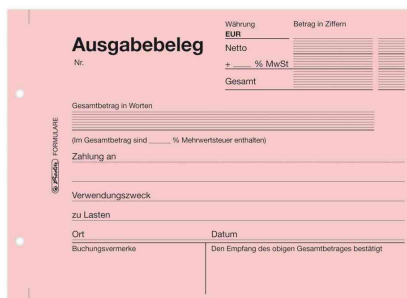 Währung
Betrag in Ziffern
EUR
Ausgabebeleg
Netto
Nr.
+ ____ % MwSt
Gesamt
Gesamtbetrag in Worten
(Im Gesamtbetrag sind _____ % Mehrwertsteuer enthalten)
Zahlung an
Verwendungszweck
zu Lasten
Ort
Datum
Buchungsvermerke
Den Empfang des obigen Gesamtbetrages bestätigt
Herlitz FORMULARE